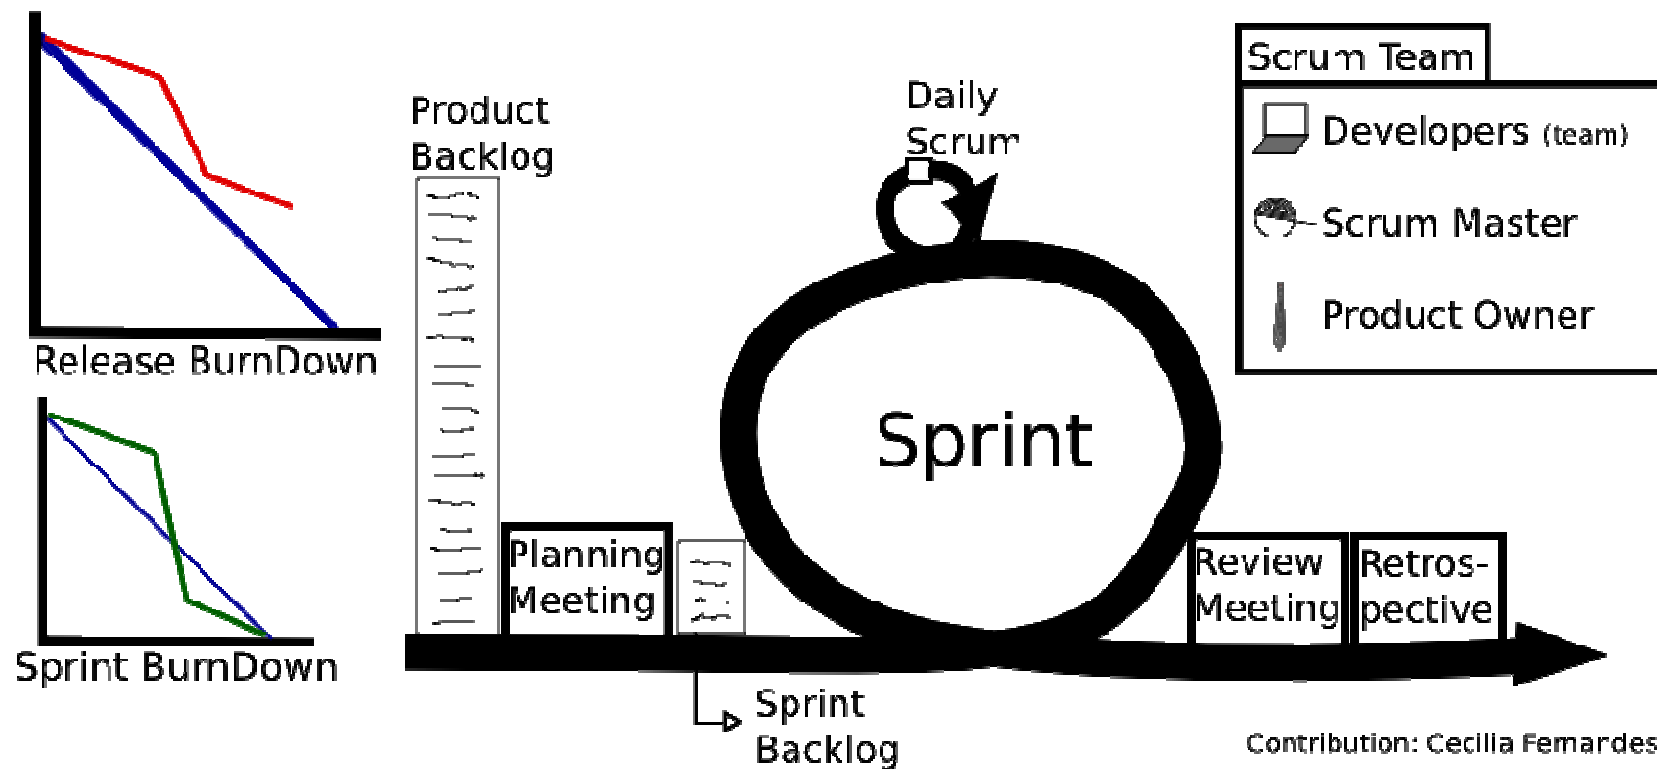 Release BurnDown
Sprint BurnDown
Product
Backlog
Planning
Meeting
Sprint
Backlog
Daily
Scrum
Sprint
Review
Meeting
Retros-
pective
Scrum Team
Developers (team)
Scrum Master
Product Owner
Contribution: Cecilia Fernandes